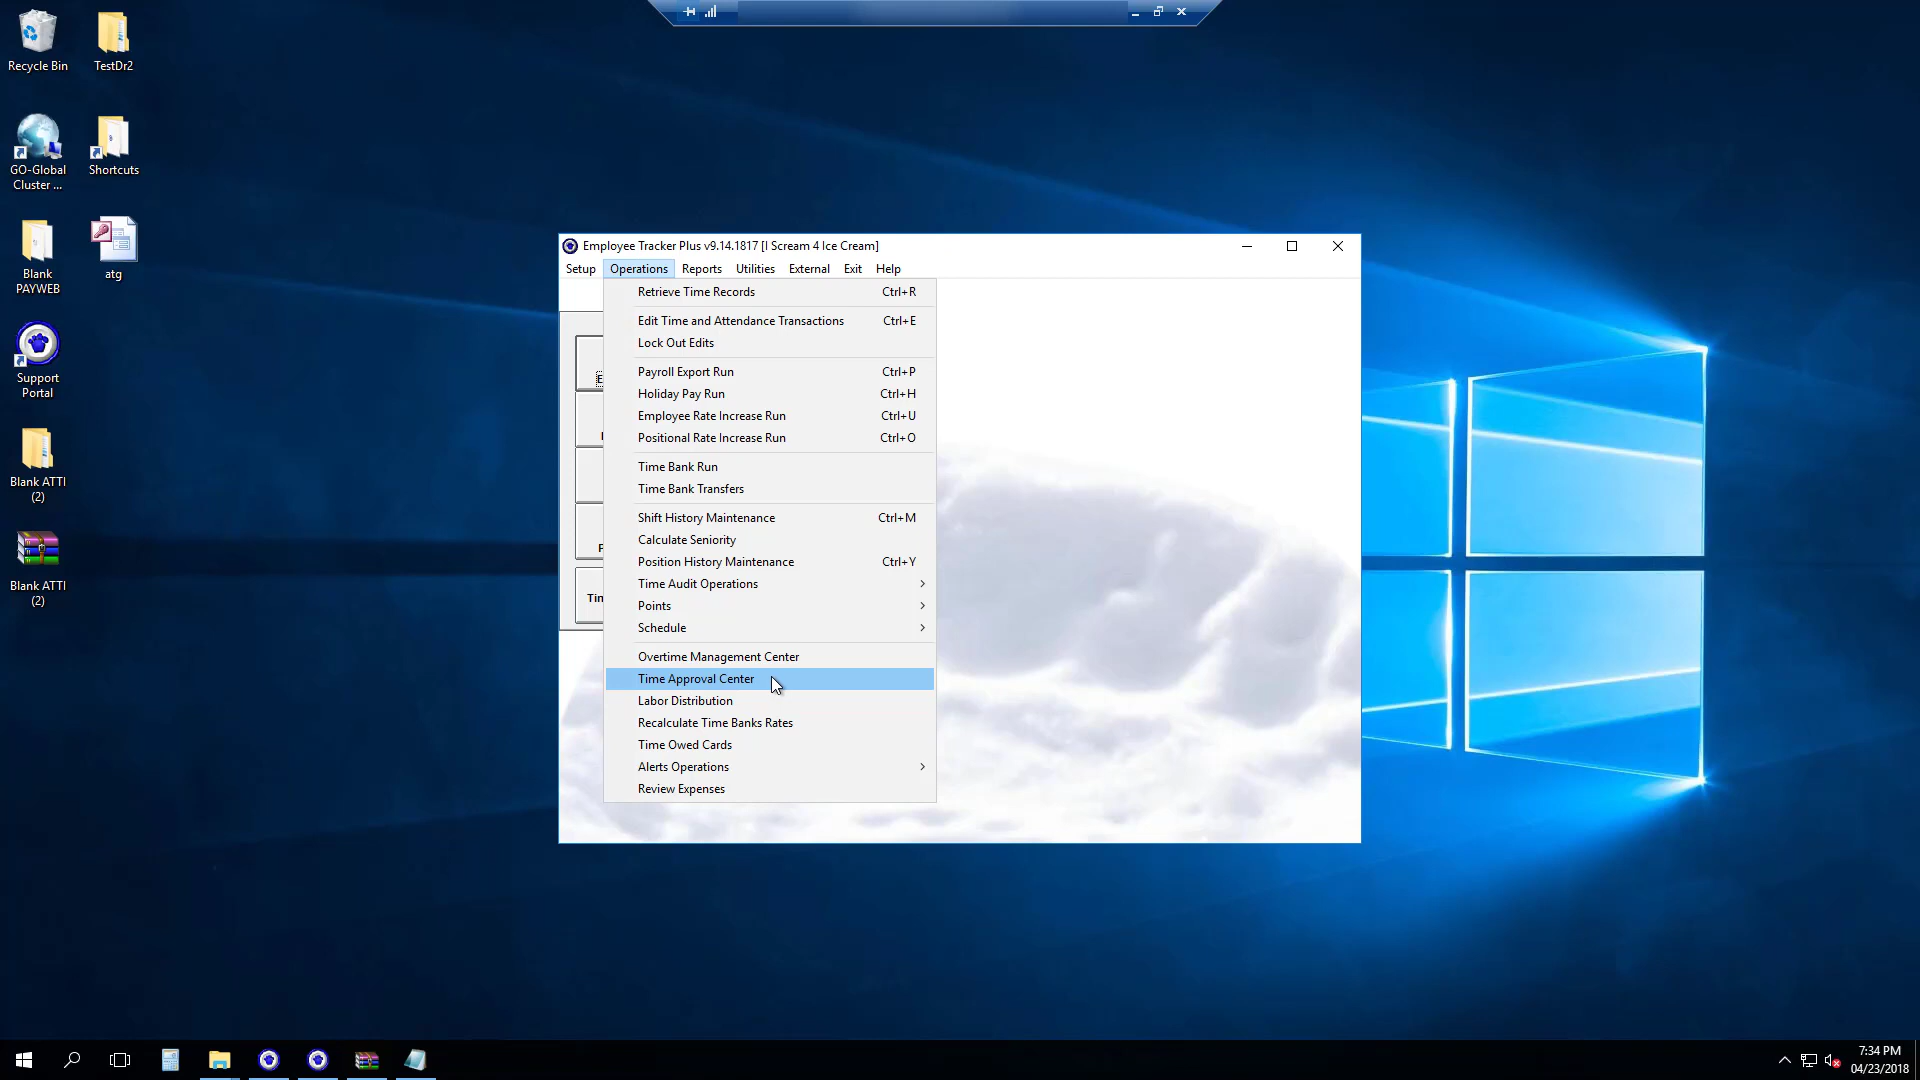 Recycle Bin
TestDr2
GO-Global
Cluster ...
Shortcuts
Blank
PAYWEB
atg
Support
Portal
Blank ATTI
(2)
Blank ATTI
(2)
Employee Tracker Plus v9.14.1817 [I Scream 4 Ice Cream]
Setup Operations Reports Utilities External Exit Help
Retrieve Time Records Ctrl+R
Edit Time and Attendance Transactions Ctrl+E
Lock Out Edits
Payroll Export Run Ctrl+P
Holiday Pay Run Ctrl+H
Employee Rate Increase Run Ctrl+U
Positional Rate Increase Run Ctrl+O
Time Bank Run
Time Bank Transfers
Shift History Maintenance Ctrl+M
Calculate Seniority
Position History Maintenance Ctrl+Y
Time Audit Operations
Points
Schedule
Overtime Management Center
Time Approval Center
Labor Distribution
Recalculate Time Banks Rates
Time Owed Cards
Alerts Operations
Review Expenses
Tin
7:34 PM
04/23/2018